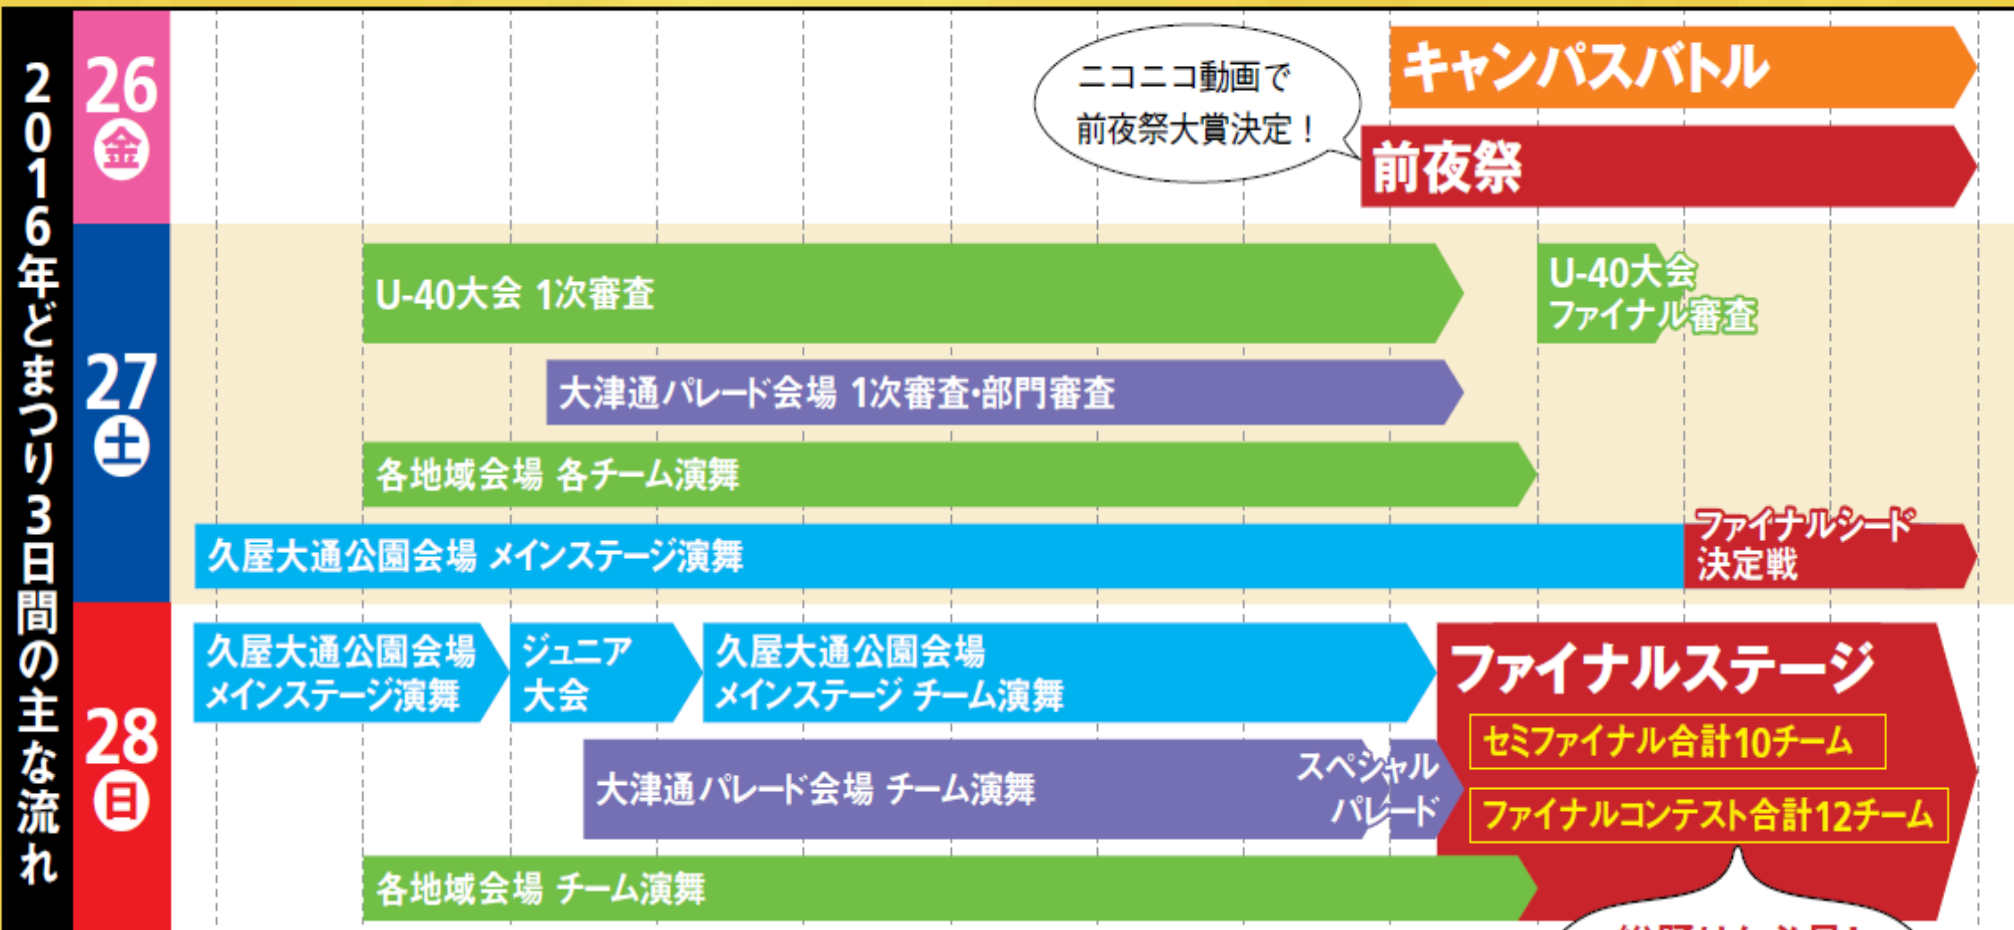 2016年どまつり3日間の主な流れ
26
金
ニコニコ動画で
前夜祭大賞決定！
キャンパスバトル
前夜祭
27
土
U-40大会 1次審査
U-40大会
ファイナル審査
大津通パレード会場 1次審査・部門審査
各地域会場 各チーム演舞
久屋大通公園会場 メインステージ演舞
ファイナルシード
決定戦
28
日
久屋大通公園会場
メインステージ演舞
ジュニア
大会
久屋大通公園会場
メインステージ チーム演舞
ファイナルステージ
セミファイナル合計10チーム
ファイナルコンテスト合計12チーム
大津通パレード会場 チーム演舞
スペシャル
パレード
各地域会場 チーム演舞